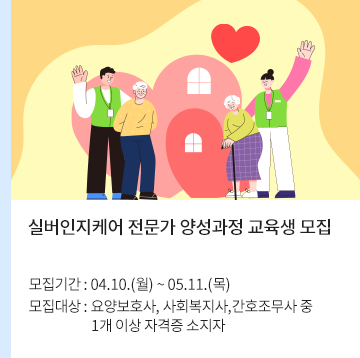 실버인지케어 전문가 양성과정 교육생 모집
모집기간 : 04.10.(월) ~ 05.11.(목)
모집대상 : 요양보호사, 사회복지사,간호조무사 중
1개 이상 자격증 소지자